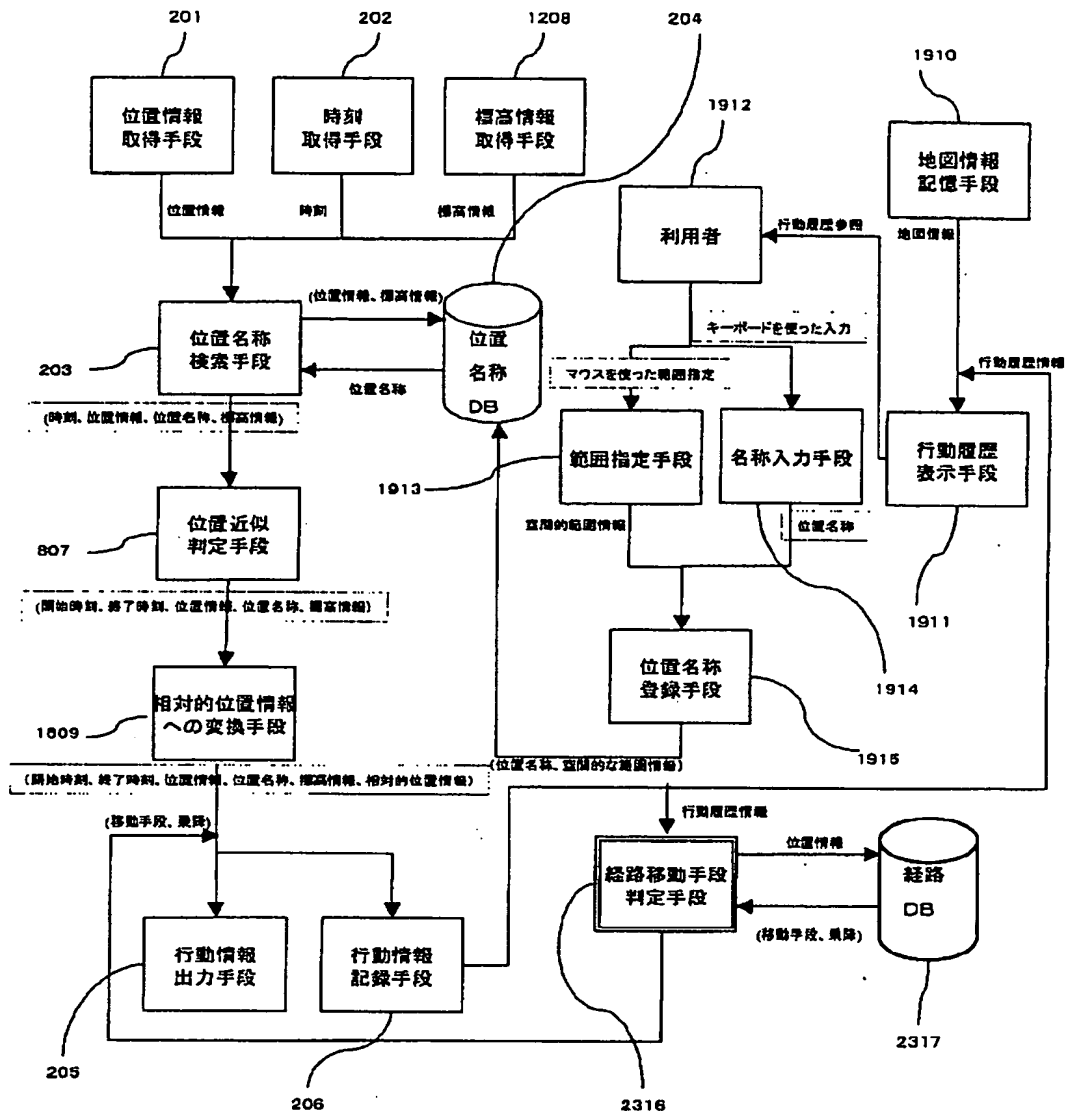 201
202
1208
204
1910
1912
位置情報
取得手段
時刻
取得手段
標高情報
取得手段
地図情報
記憶手段
位置情報
時刻
標高情報
利用者
行動履歴参照
地図情報
(位置情報、標高情報)
位置名称
検索手段
203
位置
名称
DB
位置名称
キーボードを使った入力
マウスを使った範囲指定
行動履歴情報
(時刻、位置情報、位置名称、標高情報)
範囲指定手段
名称入力手段
行動履歴
表示手段
1913
空間的範囲情報
位置名称
807
位置近似
判定手段
1911
(開始時刻、終了時刻、位置情報、位置名称、標高情報)
位置名称
登録手段
1914
1809
相対的位置情報
への変換手段
1915
(開始時刻、終了時刻、位置情報、位置名称、標高情報、相対的位置情報)
(位置名称、空間的な範囲情報)
(移動手段、乗降)
行動履歴情報
経路移動手段
判定手段
位置情報
経路
DB
(移動手段、乗降)
行動情報
出力手段
行動情報
記録手段
205
206
2316
2317